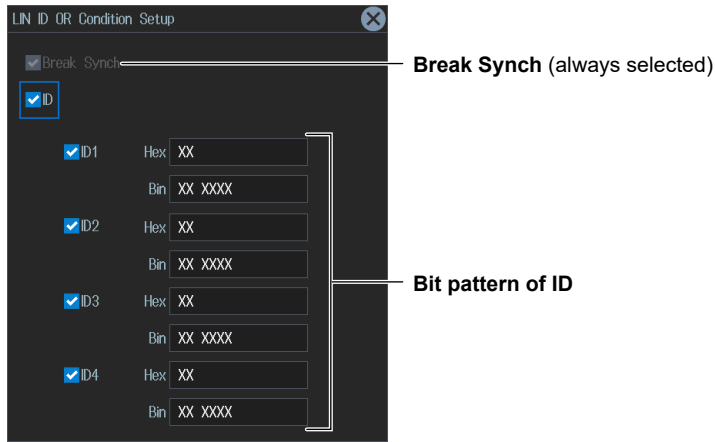 LIN ID OR Condition Setup
Break Synch
Break Synch (always selected)
ID
ID1 Hex XX
Bin XX XXXX
ID2 Hex XX
Bin XX XXXX
Bit pattern of ID
ID3 Hex XX
Bin XX XXXX
ID4 Hex XX
Bin XX XXXX